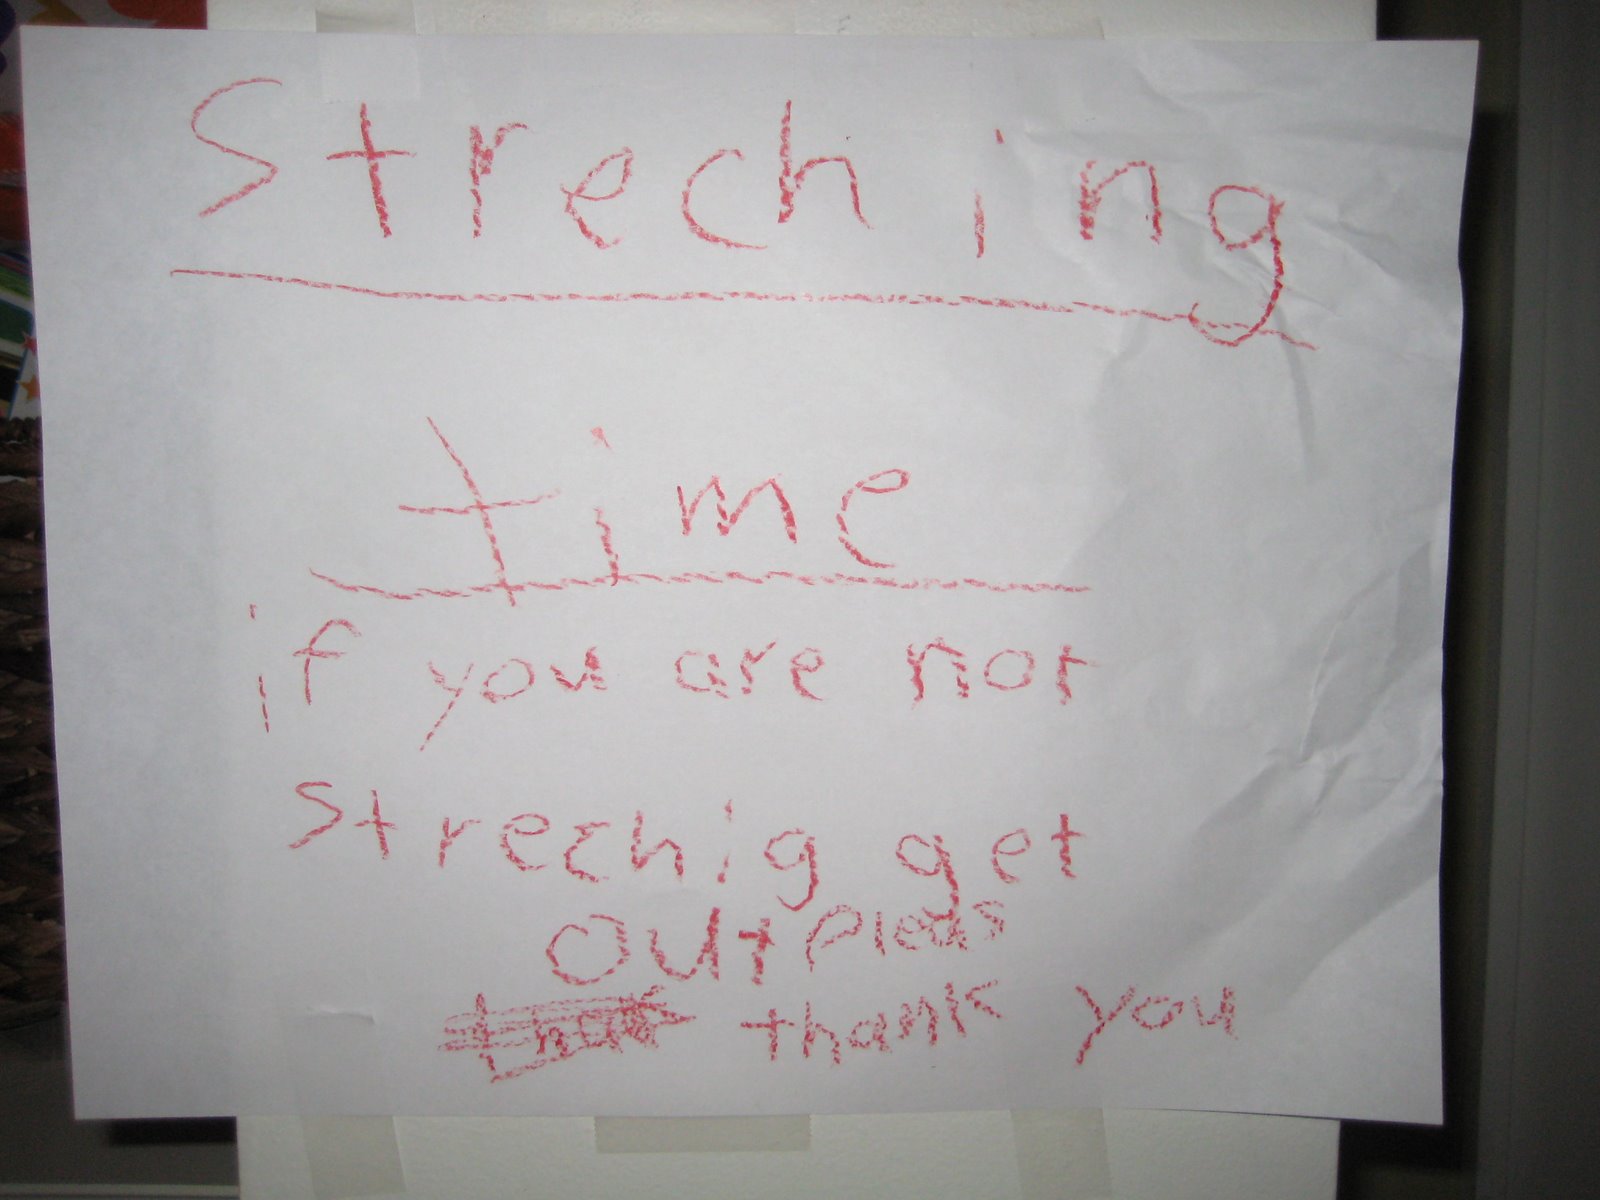 Streching
time
if you are not
strechig get
out pleas
thank you